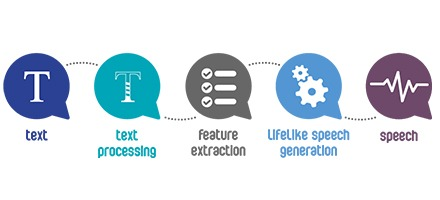 T
T
text
text
processing
feature
extraction
lifelike speech
generation
speech